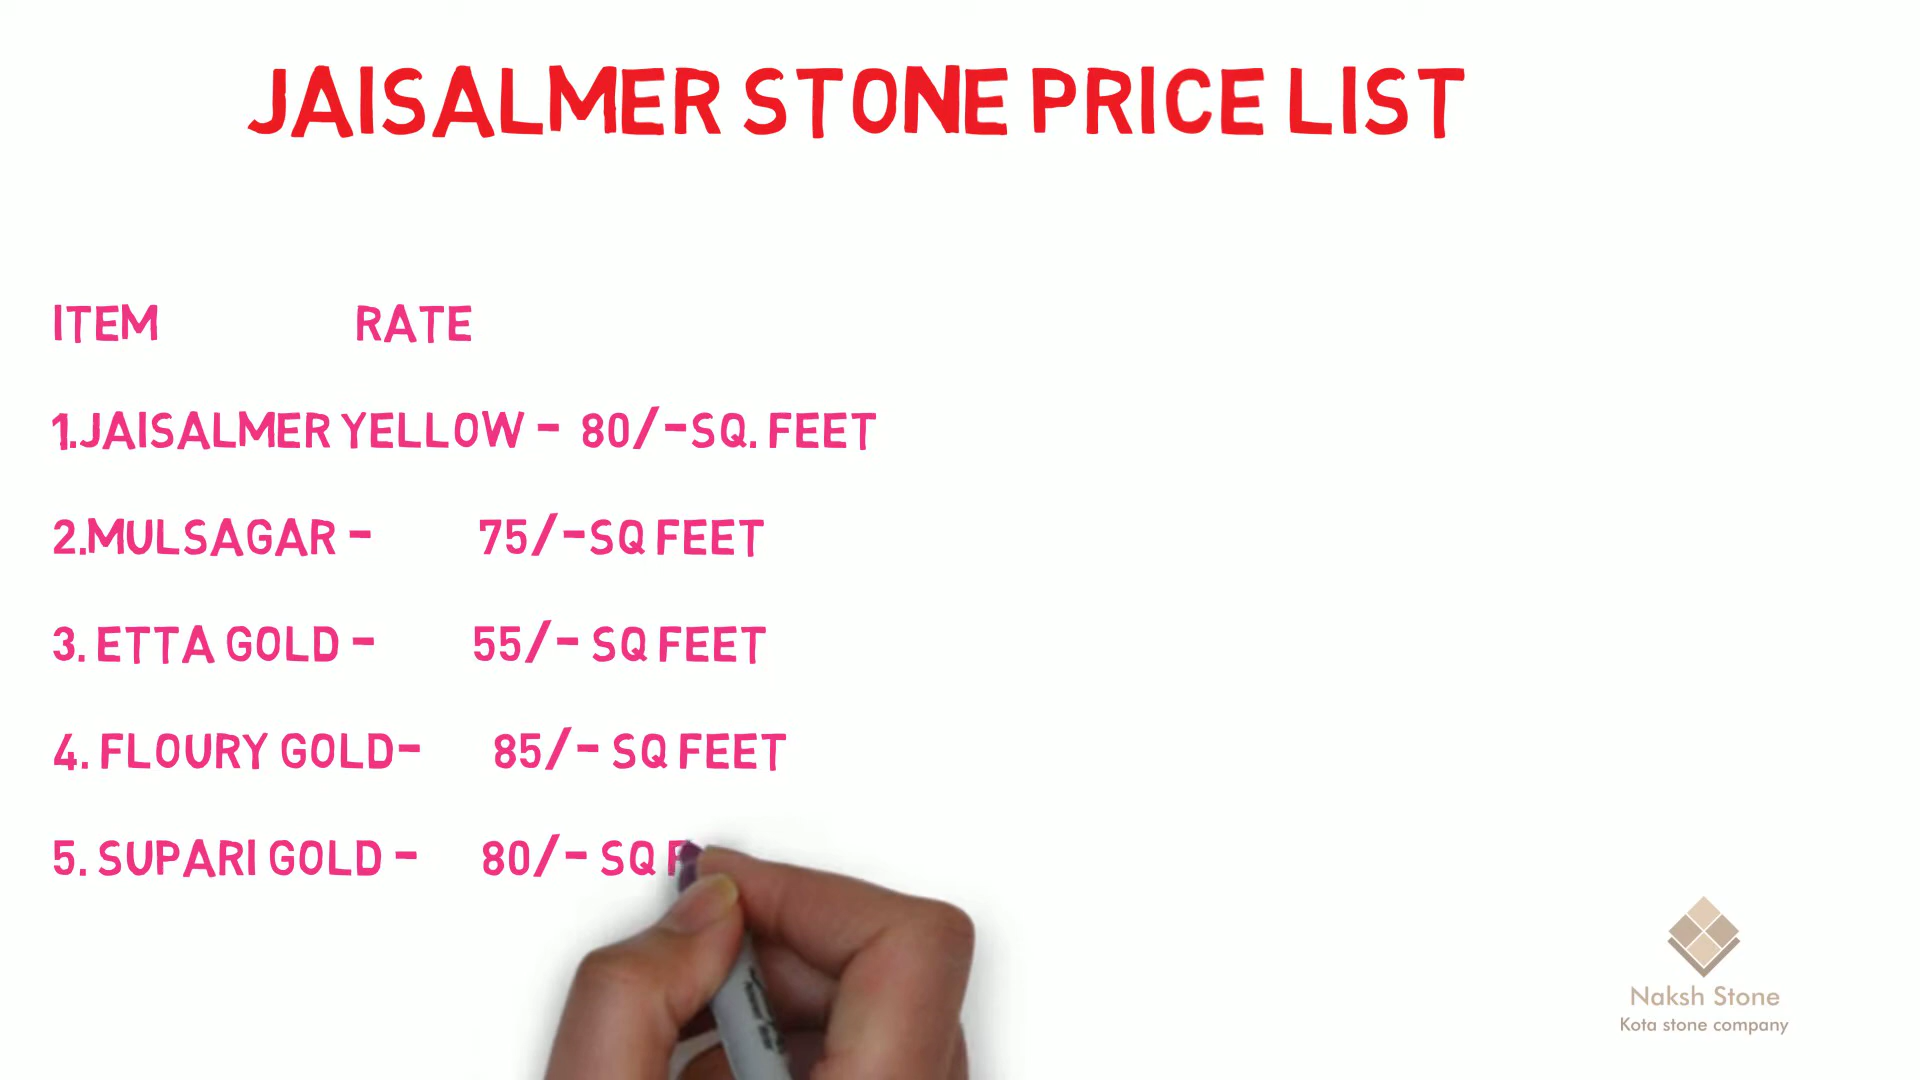 JAISALMER STONE PRICE LIST
ITEM RATE
1.JAISALMER YELLOW - 80/-SQ. FEET
2.MULSAGAR - 75/-SQ FEET
3. ETTA GOLD - 55/- SQ FEET
4. FLOURY GOLD- 85/- SQ FEET
5. SUPARI GOLD - 80/- SQ F
Naksh Stone
Kota stone company